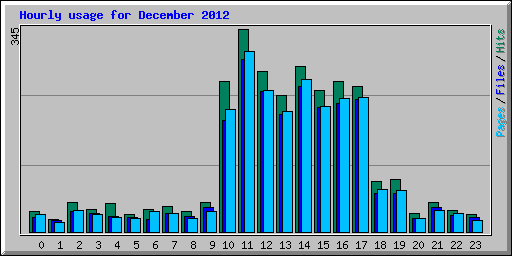 Hourly usage for December 2012
345
Pages/Files/Hits
0 1 2 3 4 5 6 7 8 9 10 11 12 13 14 15 16 17 18 19 20 21 22 23